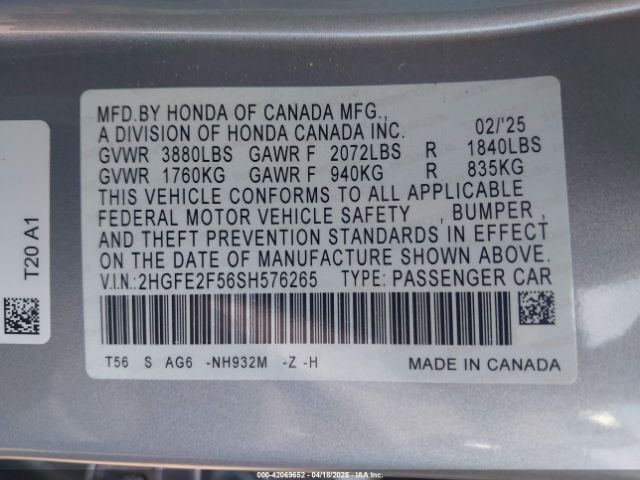 MFD.BY HONDA OF CANADA MFG.,
A DIVISION OF HONDA CANADA INC. 02/'25
GVWR 3880LBS GAWR F 2072LBS R 1840LBS
GVWR 1760KG GAWR F 940KG R 835KG
THIS VEHICLE CONFORMS TO ALL APPLICABLE
FEDERAL MOTOR VEHICLE SAFETY , BUMPER ,
AND THEFT PREVENTION STANDARDS IN EFFECT
ON THE DATE OF MANUFACTURE SHOWN ABOVE.
V.I.N.:2HGFE2F56SH576265 TYPE: PASSENGER CAR
T56 S AG6 -NH932M -Z -H MADE IN CANADA
T20 A1
000-42069652 - 04/18/2025 - IAA Inc.